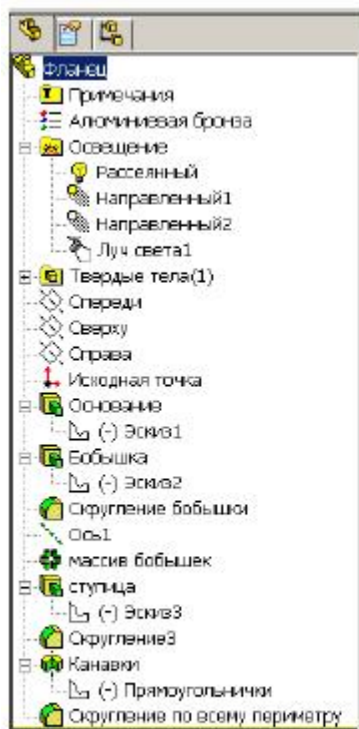 Фланец
Примечания
Алюминиевая бронза
Освещение
Рассеянный
Направленный1
Направленный2
Луч света1
Твердые тела(1)
Спереди
Сверху
Справа
Исходная точка
Основание
(-) Эскиз1
Бобышка
(-) Эскиз2
Скругление бобышки
Ось1
массив бобышек
ступица
(-) Эскиз3
Скругление3
Канавки
(-) Прямоугольнички
Скругление по всему периметру